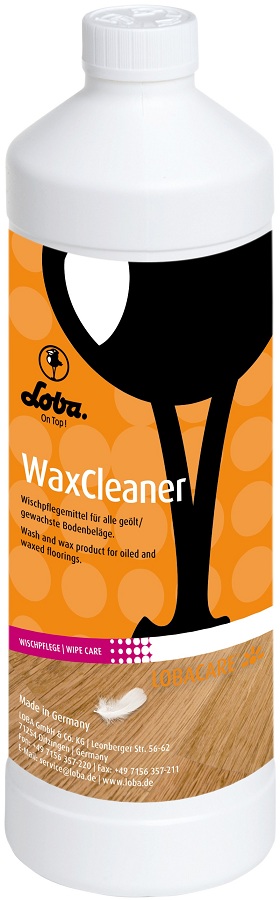 Loba.
On Top!
WaxCleaner
Wischpflegemittel für alle geölt/
gewachste Bodenbeläge.
Wash and wax product for oiled and
waxed floorings.
WISCHPFLEGE | WIPE CARE
LOBACARE
Made in Germany
LOBA GmbH & Co. KG | Leonberger Str. 56-62
71254 Ditzingen | Germany
Fon. +49 7156 357-220 | Fax: +49 7156 357-211
E-Mail: service@loba.de | www.loba.de